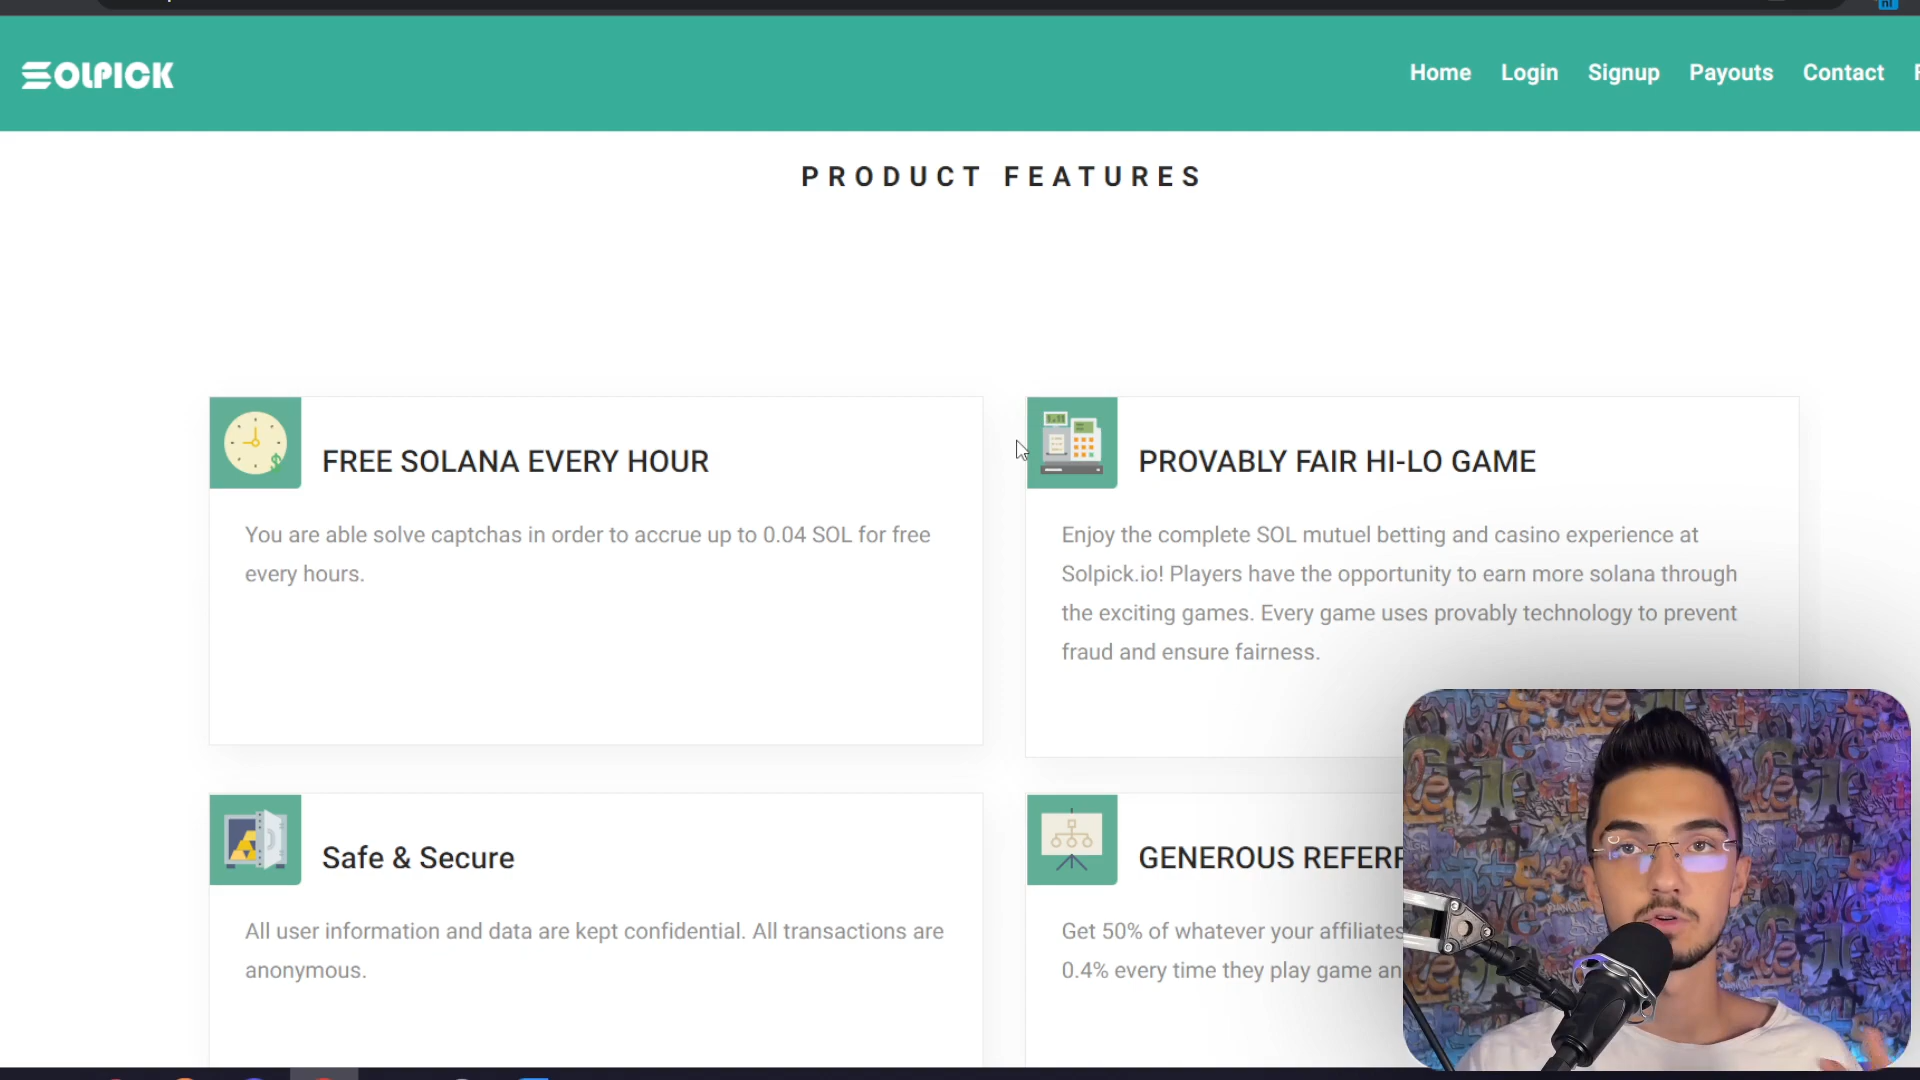 SOLPICK
Home Login Signup Payouts Contact
PRODUCT FEATURES
FREE SOLANA EVERY HOUR
You are able solve captchas in order to accrue up to 0.04 SOL for free
every hours.
PROVABLY FAIR HI-LO GAME
Enjoy the complete SOL mutuel betting and casino experience at
Solpick.io! Players have the opportunity to earn more solana through
the exciting games. Every game uses provably technology to prevent
fraud and ensure fairness.
Safe & Secure
All user information and data are kept confidential. All transactions are
anonymous.
GENEROUS REFERR
Get 50% of whatever your affiliates
0.4% every time they play game an